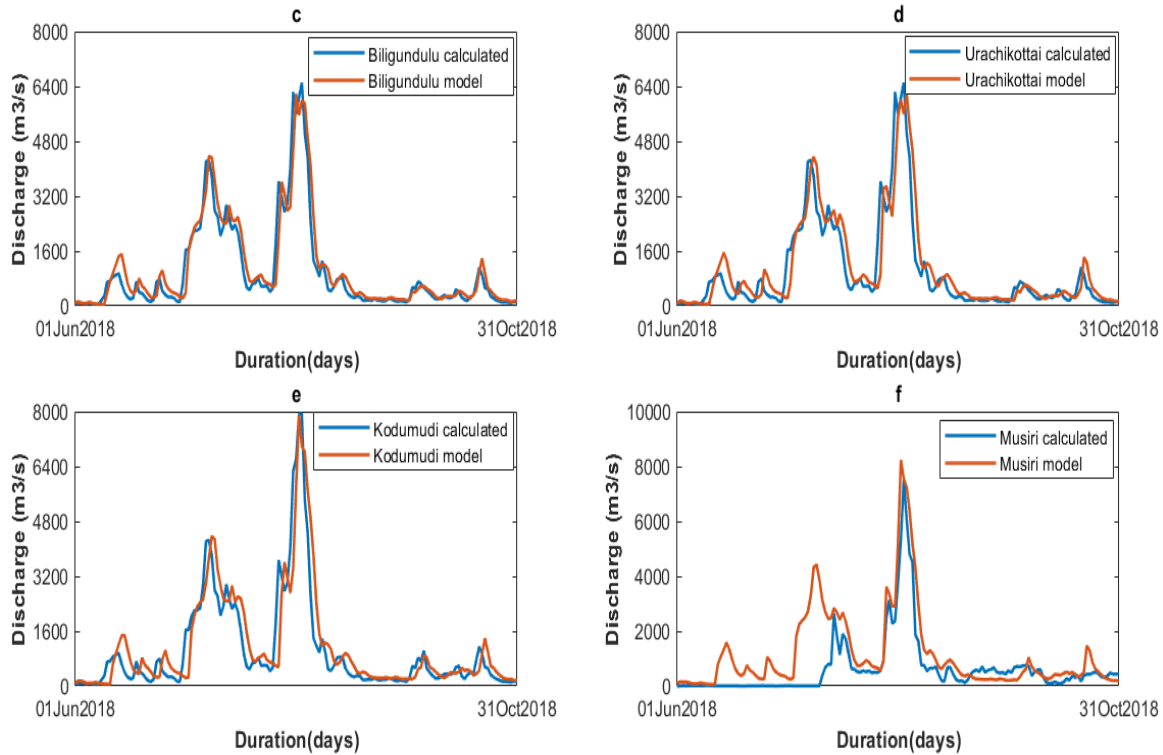 c
Discharge (m3/s)
8000
6400
4800
3200
1600
0
Biligundulu calculated
Biligundulu model
01Jun2018
31Oct2018
Duration(days)
d
Discharge (m3/s)
8000
6400
4800
3200
1600
0
Urachikottai calculated
Urachikottai model
01Jun2018
31Oct2018
Duration(days)
e
Discharge (m3/s)
8000
6400
4800
3200
1600
0
Kodumudi calculated
Kodumudi model
01Jun2018
31Oct2018
Duration(days)
f
Discharge (m3/s)
10000
8000
6000
4000
2000
0
Musiri calculated
Musiri model
01Jun2018
31Oct2018
Duration(days)